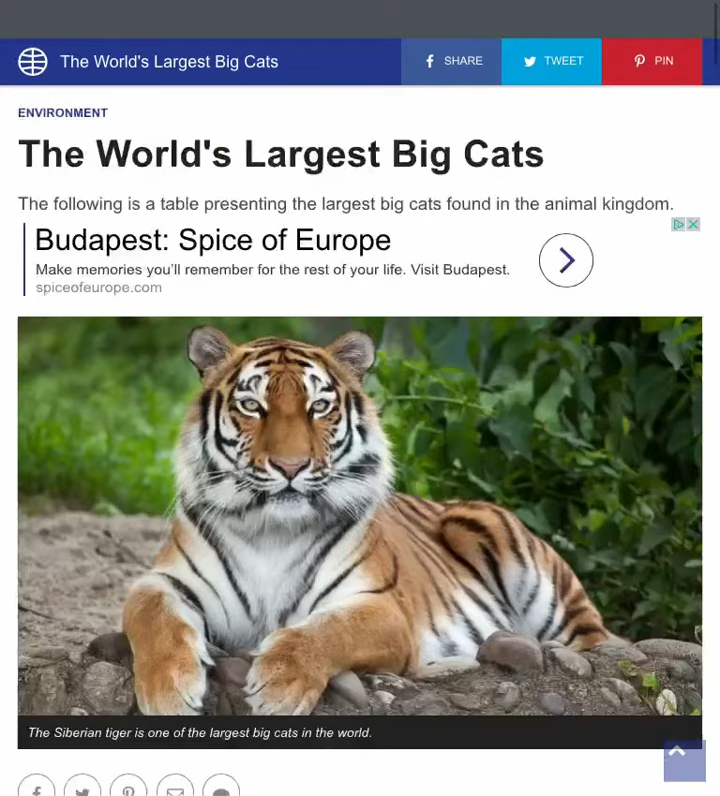 The World's Largest Big Cats
SHARE
TWEET
PIN
ENVIRONMENT
The World's Largest Big Cats
The following is a table presenting the largest big cats found in the animal kingdom.
Budapest: Spice of Europe
Make memories you'll remember for the rest of your life. Visit Budapest.
spiceofeurope.com
The Siberian tiger is one of the largest big cats in the world.